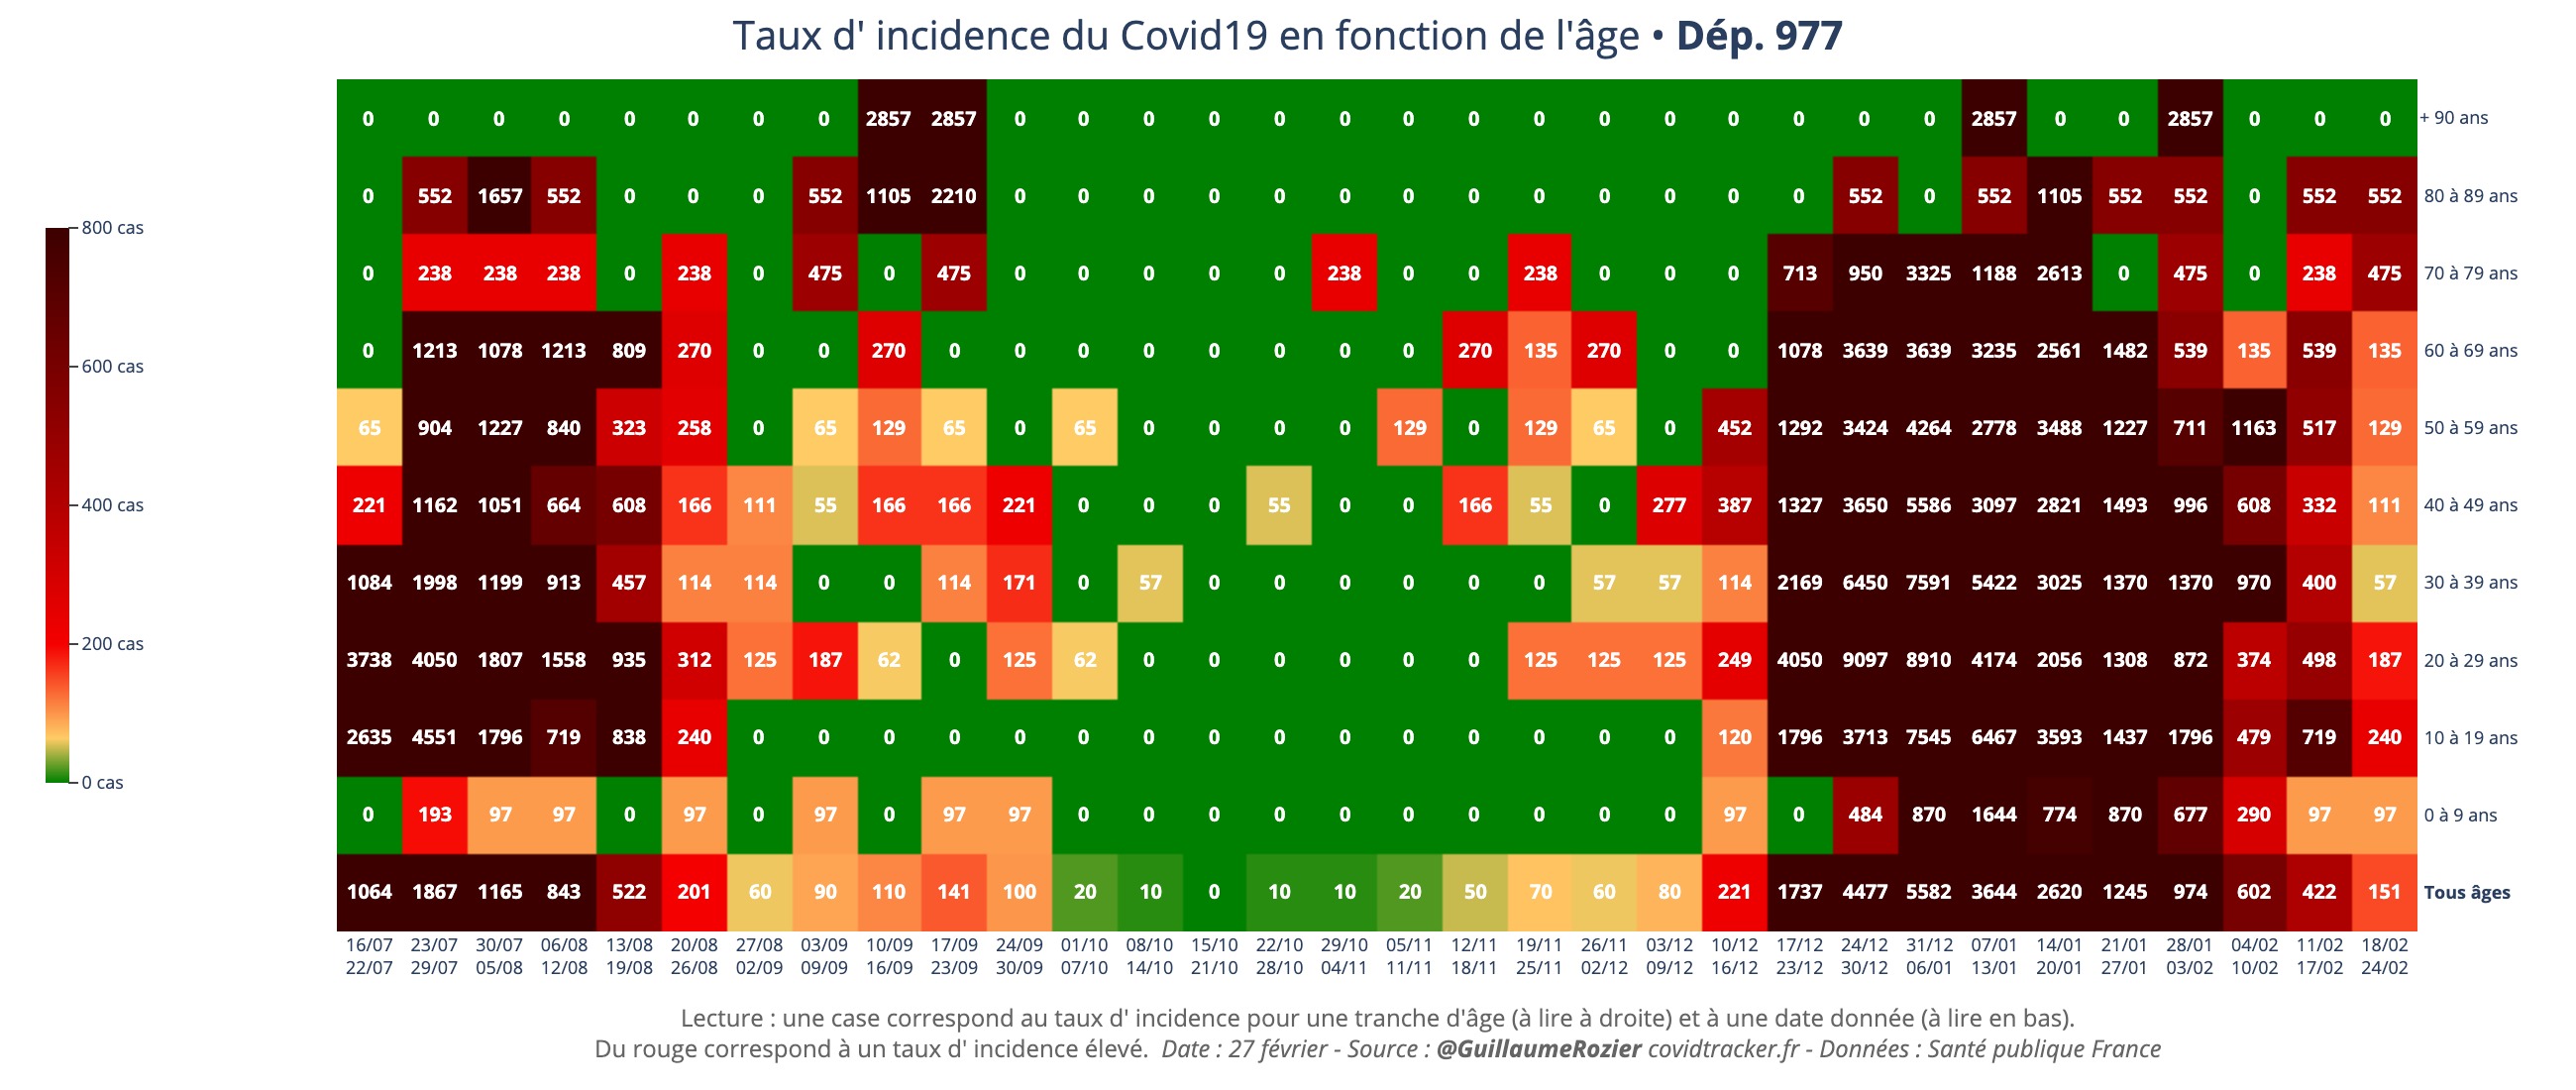 Taux d' incidence du Covid19 en fonction de l'âge • Dép. 977
800 cas
600 cas
400 cas
200 cas
0 cas
0 0 0 0 0 0 0 0 2857 2857 0 0 0 0 0 0 0 0 0 0 0 0 0 0 0 2857 0 0 2857 0 0 0 + 90 ans
0 552 1657 552 0 0 0 552 1105 2210 0 0 0 0 0 0 0 0 0 0 0 0 0 552 0 552 1105 552 552 0 552 552 80 à 89 ans
0 238 238 238 0 238 0 475 0 475 0 0 0 0 0 238 0 0 238 0 0 0 713 950 3325 1188 2613 0 475 0 238 475 70 à 79 ans
0 1213 1078 1213 809 270 0 0 270 0 0 0 0 0 0 0 0 270 135 270 0 0 1078 3639 3639 3235 2561 1482 539 135 539 135 60 à 69 ans
65 904 1227 840 323 258 0 65 129 65 0 65 0 0 0 0 129 0 129 65 0 452 1292 3424 4264 2778 3488 1227 711 1163 517 129 50 à 59 ans
221 1162 1051 664 608 166 111 55 166 166 221 0 0 0 55 0 0 166 55 0 277 387 1327 3650 5586 3097 2821 1493 996 608 332 111 40 à 49 ans
1084 1998 1199 913 457 114 114 0 0 114 171 0 57 0 0 0 0 0 0 57 57 114 2169 6450 7591 5422 3025 1370 1370 970 400 57 30 à 39 ans
3738 4050 1807 1558 935 312 125 187 62 0 125 62 0 0 0 0 0 0 125 125 125 249 4050 9097 8910 4174 2056 1308 872 374 498 187 20 à 29 ans
2635 4551 1796 719 838 240 0 0 0 0 0 0 0 0 0 0 0 0 0 0 0 120 1796 3713 7545 6467 3593 1437 1796 479 719 240 10 à 19 ans
0 193 97 97 0 97 0 97 0 97 97 0 0 0 0 0 0 0 0 0 0 97 0 484 870 1644 774 870 677 290 97 97 0 à 9 ans
1064 1867 1165 843 522 201 60 90 110 141 100 20 10 0 10 10 20 50 70 60 80 221 1737 4477 5582 3644 2620 1245 974 602 422 151 Tous âges
16/07 23/07 30/07 06/08 13/08 20/08 27/08 03/09 10/09 17/09 24/09 01/10 08/10 15/10 22/10 29/10 05/11 12/11 19/11 26/11 03/12 10/12 17/12 24/12 31/12 07/01 14/01 21/01 28/01 04/02 11/02 18/02
22/07 29/07 05/08 12/08 19/08 26/08 02/09 09/09 16/09 23/09 30/09 07/10 14/10 21/10 28/10 04/11 11/11 18/11 25/11 02/12 09/12 16/12 23/12 30/12 06/01 13/01 20/01 27/01 03/02 10/02 17/02 24/02
Lecture : une case correspond au taux d' incidence pour une tranche d'âge (à lire à droite) et à une date donnée (à lire en bas).
Du rouge correspond à un taux d' incidence élevé. Date : 27 février - Source : @GuillaumeRozier covidtracker.fr - Données : Santé publique France